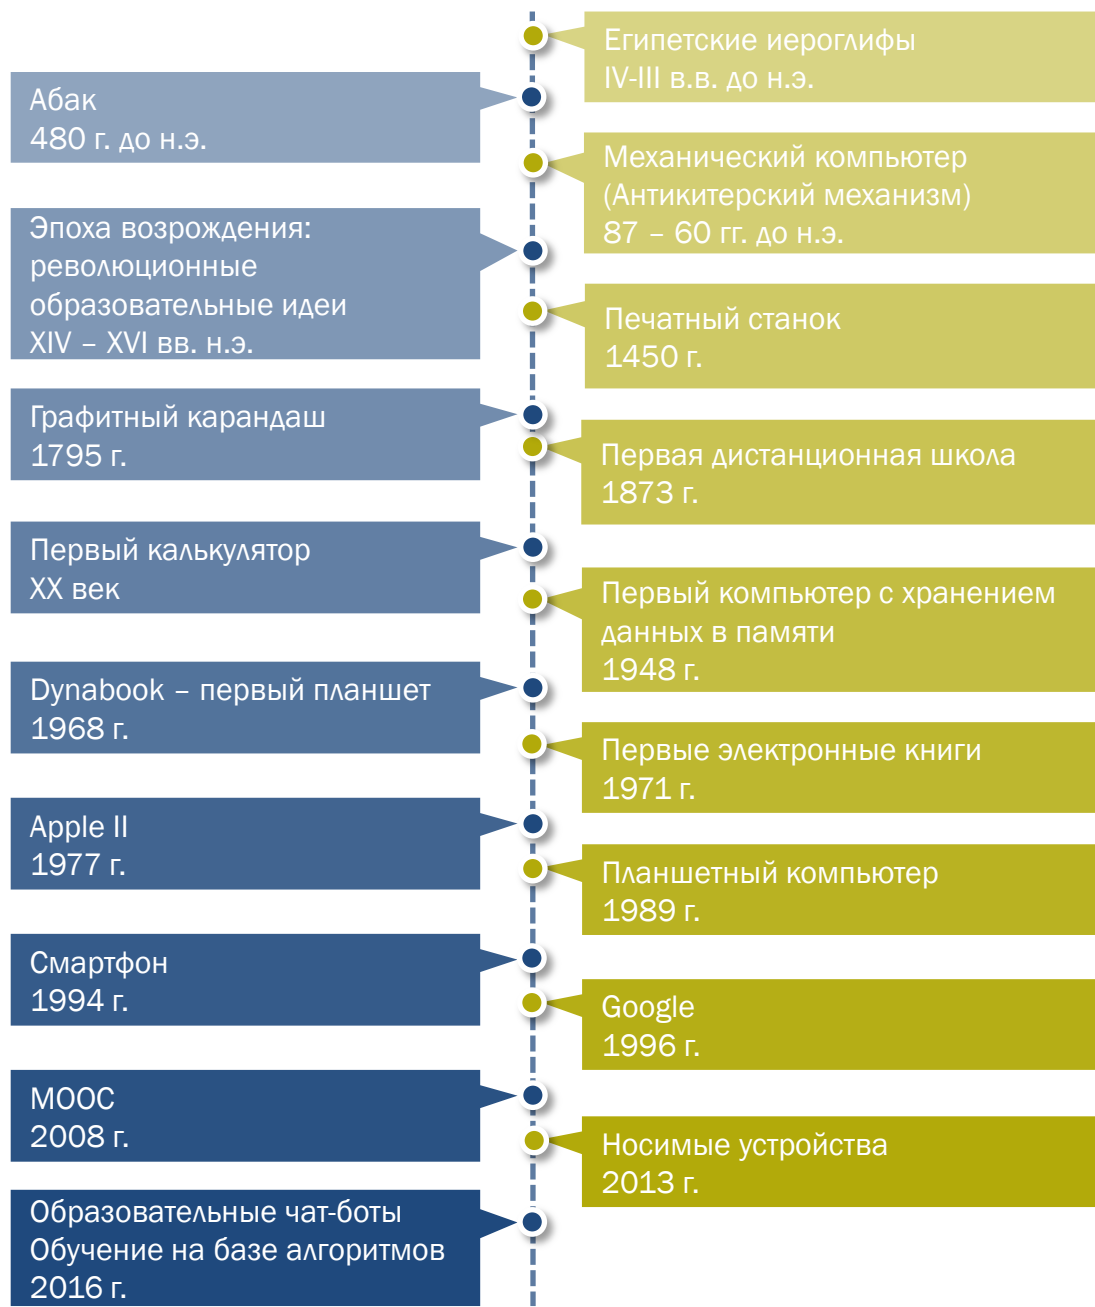 Египетские иероглифы
IV-III в.в. до н.э.
Абак
480 г. до н.э.
Механический компьютер
(Антикитерский механизм)
87 – 60 гг. до н.э.
Эпоха возрождения:
революционные
образовательные идеи
XIV – XVI вв. н.э.
Печатный станок
1450 г.
Графитный карандаш
1795 г.
Первая дистанционная школа
1873 г.
Первый калькулятор
XX век
Первый компьютер с хранением
данных в памяти
1948 г.
Dynabook – первый планшет
1968 г.
Первые электронные книги
1971 г.
Apple II
1977 г.
Планшетный компьютер
1989 г.
Смартфон
1994 г.
Google
1996 г.
МООС
2008 г.
Носимые устройства
2013 г.
Образовательные чат-боты
Обучение на базе алгоритмов
2016 г.